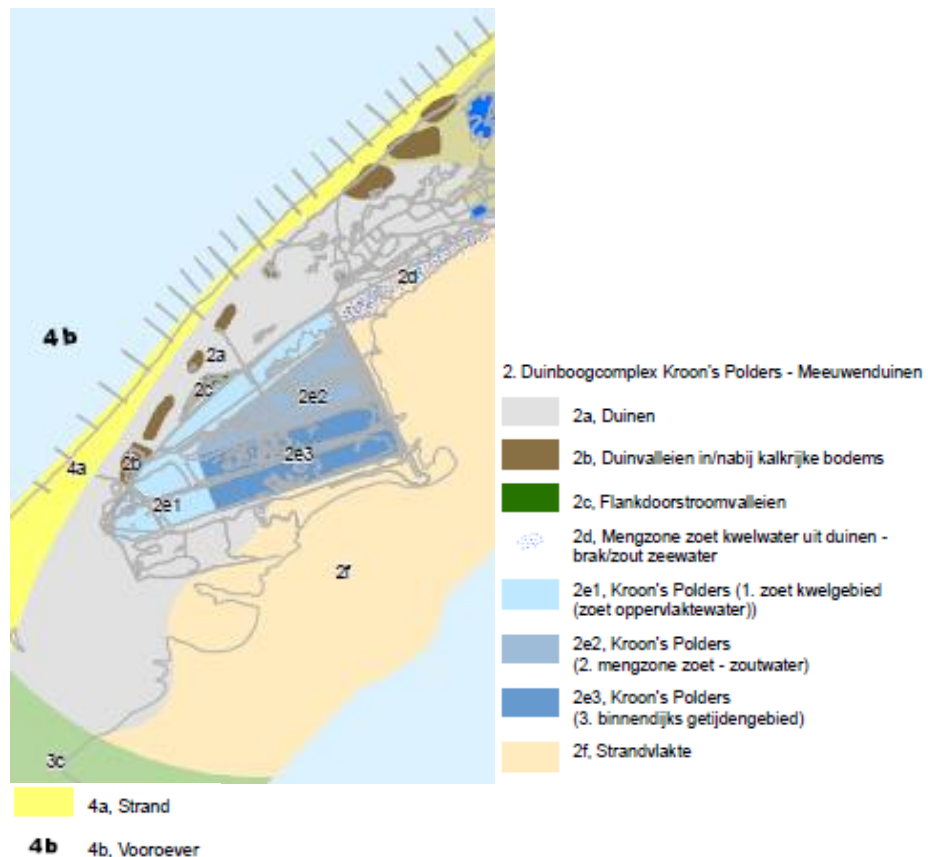 4b
2d
2a
2c
2e2
2b
4a
2e3
2e1
2f
3c
2. Duinboogcomplex Kroon's Polders - Meeuwenduinen
2a, Duinen
2b, Duinvalleien in/nabij kalkrijke bodems
2c, Flankdoorstroomvalleien
2d, Mengzone zoet kwelwater uit duinen -
brak/zout zeewater
2e1, Kroon's Polders (1. zoet kwelgebied
(zoet oppervlaktewater))
2e2, Kroon's Polders
(2. mengzone zoet - zoutwater)
2e3, Kroon's Polders
(3. binnendijks getijdengebied)
2f, Strandvlakte
4a, Strand
4b 4b, Vooroever